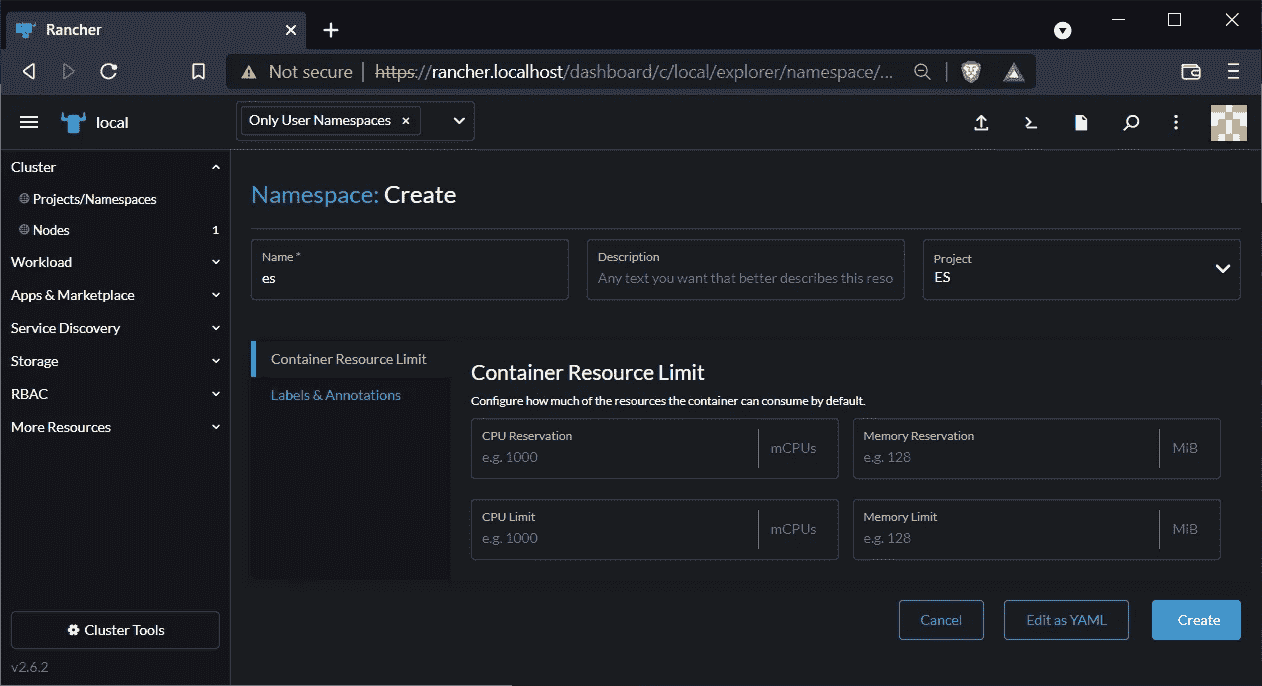 Rancher
Not secure https://rancher.localhost/dashboard/c/local/explorer/namespace/...
local
Only User Namespaces
Cluster
Projects/Namespaces
Nodes 1
Workload
Apps & Marketplace
Service Discovery
Storage
RBAC
More Resources
Cluster Tools
v2.6.2
Namespace: Create
Name *
es
Description
Any text you want that better describes this reso
Project
ES
Container Resource Limit
Labels & Annotations
Container Resource Limit
Configure how much of the resources the container can consume by default.
CPU Reservation
e.g. 1000 mCPUs
Memory Reservation
e.g. 128 MiB
CPU Limit
e.g. 1000 mCPUs
Memory Limit
e.g. 128 MiB
Cancel
Edit as YAML
Create